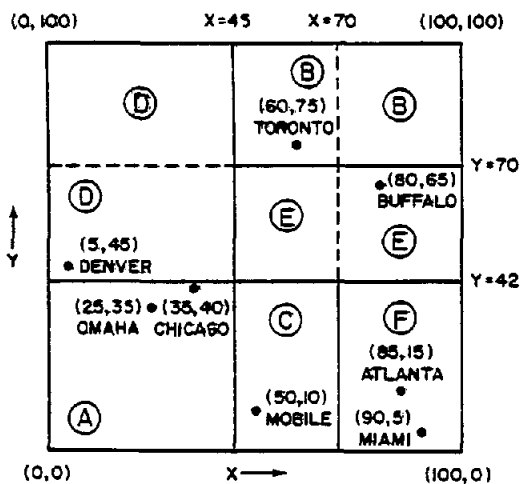 (0,100) X=45 X=70 (100,100)
D B B
(60,75)
TORONTO
Y=70
(80,65)
BUFFALO
D E E
(5,45)
DENVER
Y
Y=42
(25,35) (35,40)
OMAHA CHICAGO
C F
(85,15)
ATLANTA
(50,10)
MOBILE
(90,5)
MIAMI
A
(0,0) X (100,0)